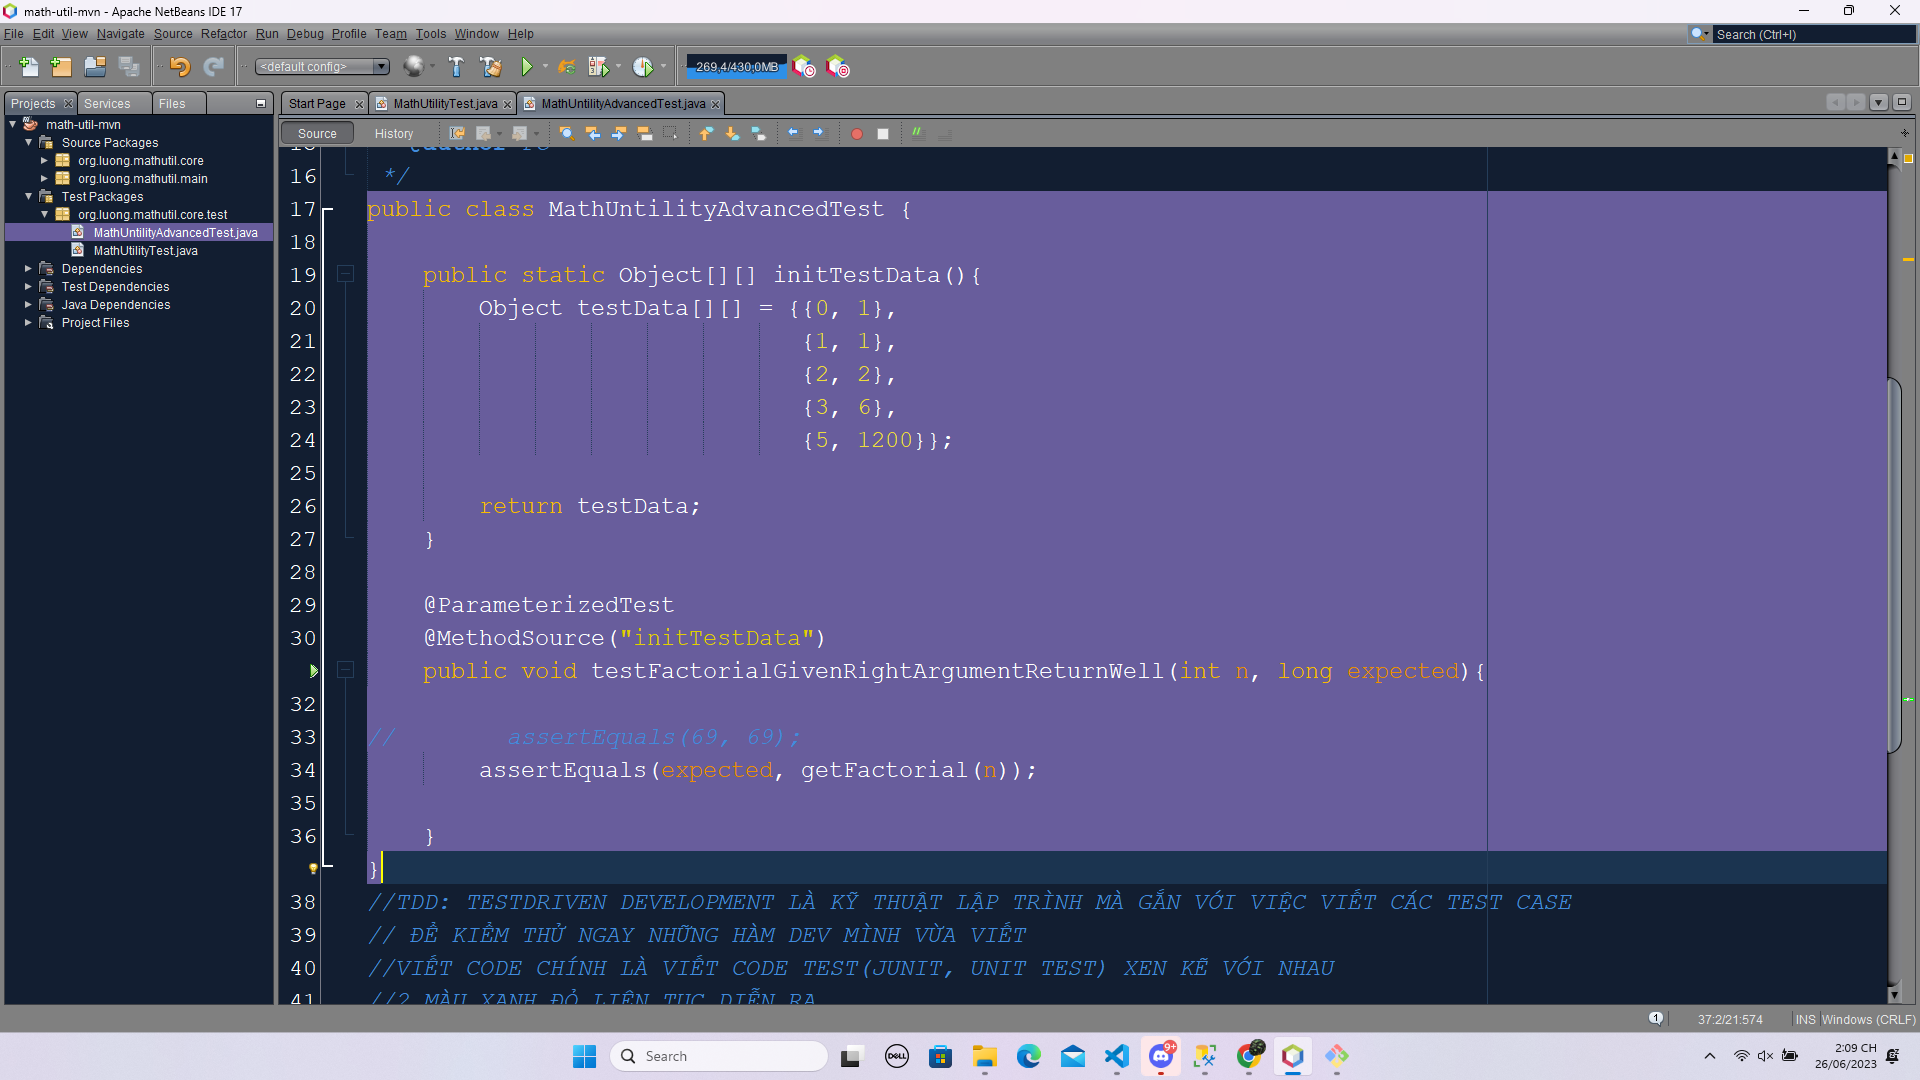 math-util-mvn - Apache NetBeans IDE 17
File Edit View Navigate Source Refactor Run Debug Profile Team Tools Window Help
Search (Ctrl+I)
<default config>
269,4/430,0MB
Projects Services Files
Start Page MathUtilityTest.java MathUntilityAdvancedTest.java
math-util-mvn
Source Packages
org.luong.mathutil.core
org.luong.mathutil.main
Test Packages
org.luong.mathutil.core.test
MathUntilityAdvancedTest.java
MathUtilityTest.java
Dependencies
Test Dependencies
Java Dependencies
Project Files
Source History
16 */
17 public class MathUntilityAdvancedTest {
18
19 public static Object[][] initTestData(){
20 Object testData[][] = {{0, 1},
21 {1, 1},
22 {2, 2},
23 {3, 6},
24 {5, 1200}};
25
26 return testData;
27 }
28
29 @ParameterizedTest
30 @MethodSource("initTestData")
public void testFactorialGivenRightArgumentReturnWell(int n, long expected){
32
33 // assertEquals(69, 69);
34 assertEquals(expected, getFactorial(n));
35
36 }
}
38 //TDD: TESTDRIVEN DEVELOPMENT LÀ KỸ THUẬT LẬP TRÌNH MÀ GẮN VỚI VIỆC VIẾT CÁC TEST CASE
39 // ĐỂ KIỂM THỬ NGAY NHỮNG HÀM DEV MÌNH VỪA VIẾT
40 //VIẾT CODE CHÍNH LÀ VIẾT CODE TEST(JUNIT, UNIT TEST) XEN KẼ VỚI NHAU
41 //2 MÀU XANH ĐỎ LIÊN TỤC DIỄN RA
1 37:2/21:574 INS Windows (CRLF)
Search
DELL
9+
2:09 CH
26/06/2023